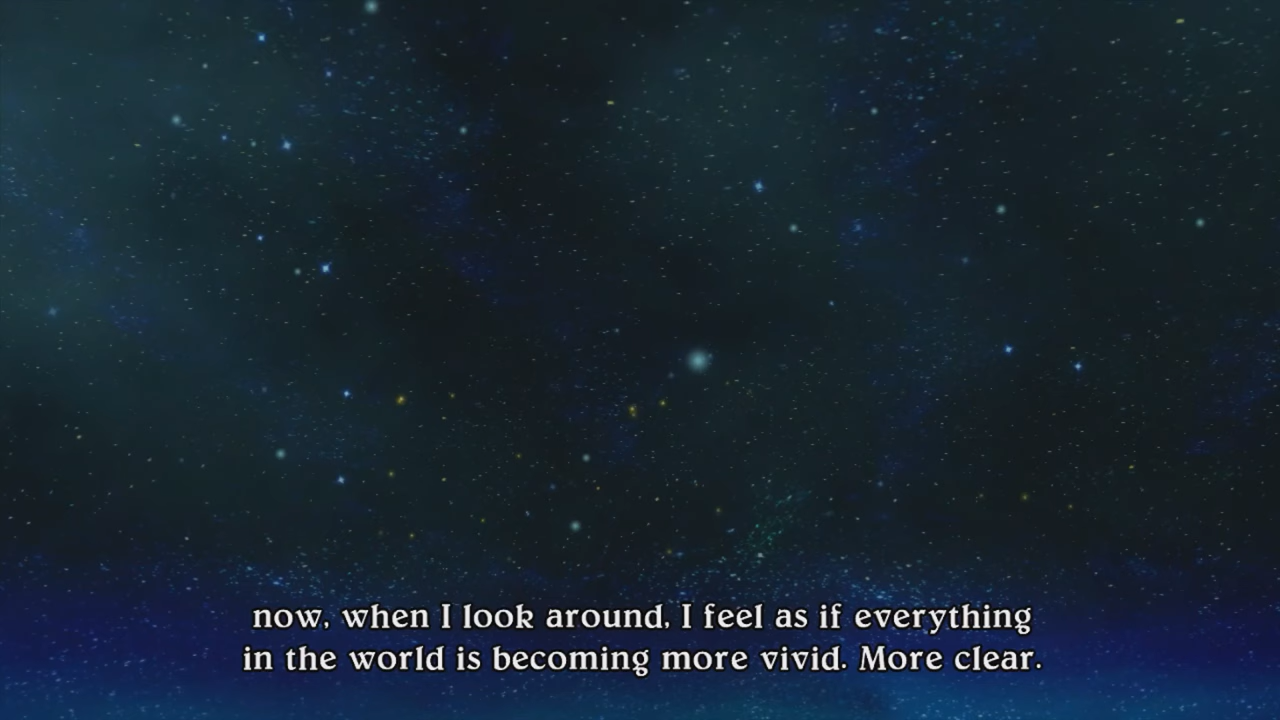 now, when I look around, I feel as if everything
in the world is becoming more vivid. More clear.